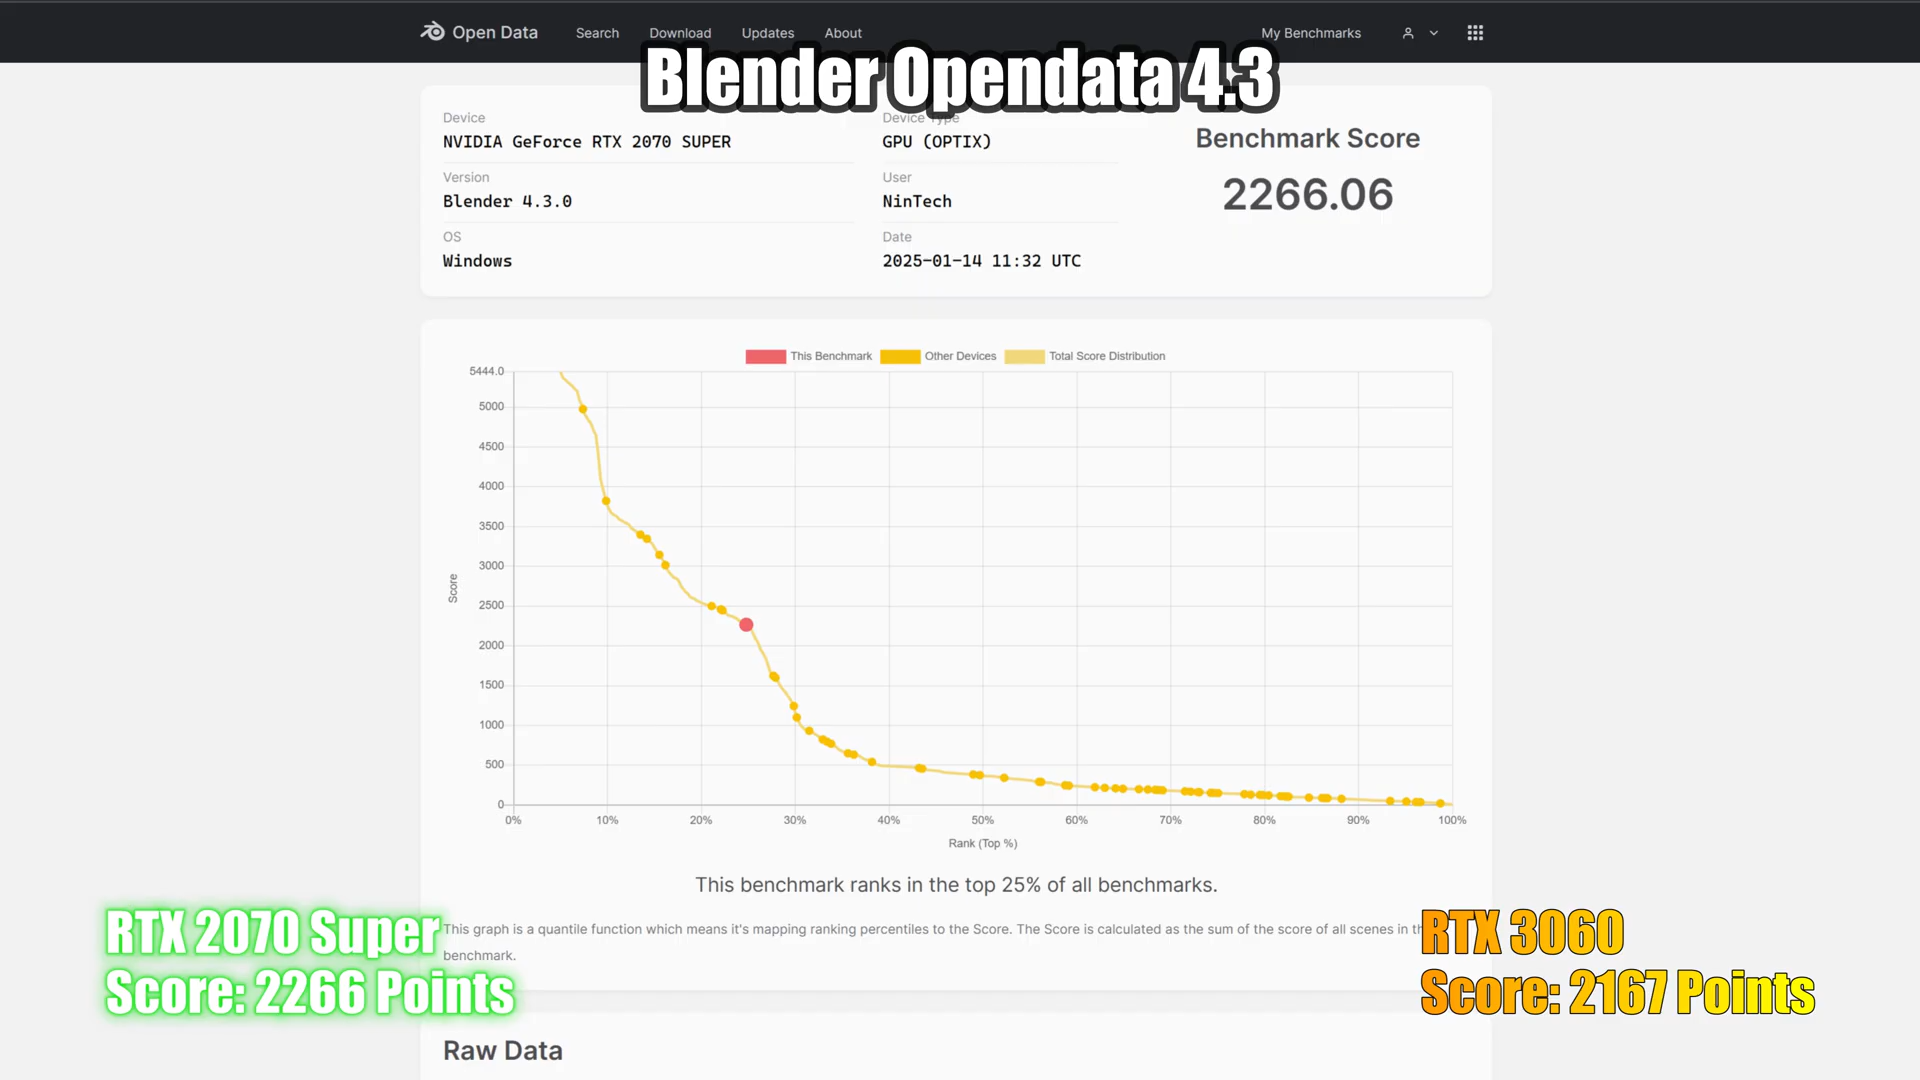 Open Data
Search
Download
Updates
About
My Benchmarks
Blender Opendata 4.3
Device
NVIDIA GeForce RTX 2070 SUPER
Device Type
GPU (OPTIX)
Benchmark Score
2266.06
Version
Blender 4.3.0
User
NinTech
OS
Windows
Date
2025-01-14 11:32 UTC
This Benchmark
Other Devices
Total Score Distribution
5444.0
5000
4500
4000
3500
3000
2500
2000
1500
1000
500
0
Score
0%
10%
20%
30%
40%
50%
60%
70%
80%
90%
100%
Rank (Top %)
This benchmark ranks in the top 25% of all benchmarks.
This graph is a quantile function which means it's mapping ranking percentiles to the Score. The Score is calculated as the sum of the score of all scenes in
benchmark.
RTX 2070 Super
Score: 2266 Points
RTX 3060
Score: 2167 Points
Raw Data